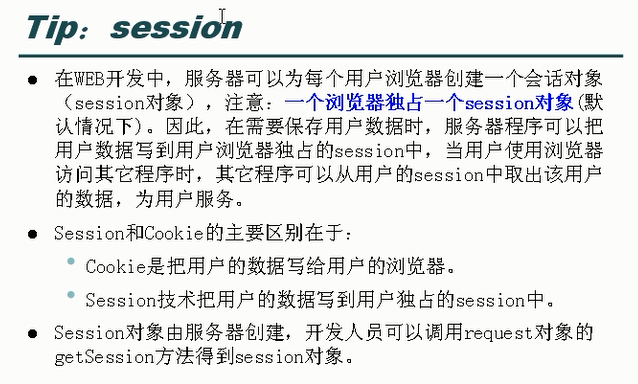 Tip: session
在WEB开发中，服务器可以为每个用户浏览器创建一个会话对象
（session对象），注意：一个浏览器独占一个session对象(默
认情况下)。因此，在需要保存用户数据时，服务器程序可以把
用户数据写到用户浏览器独占的session中，当用户使用浏览器
访问其它程序时，其它程序可以从用户的session中取出该用户
的数据，为用户服务。
Session和Cookie的主要区别在于：
Cookie是把用户的数据写给用户的浏览器。
Session技术把用户的数据写到用户独占的session中。
Session对象由服务器创建，开发人员可以调用request对象的
getSession方法得到session对象。